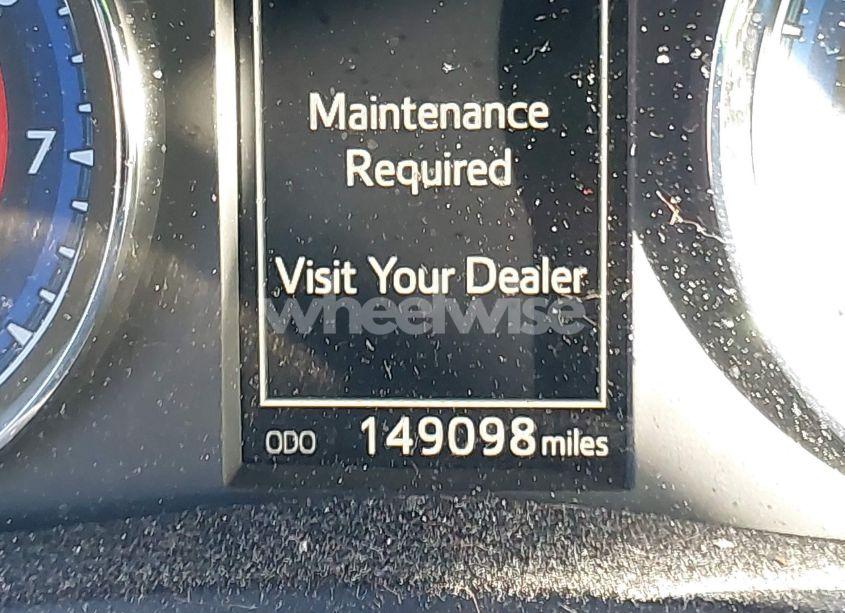 7
Maintenance
Required
Visit Your Dealer
wheelwise
ODO 149098 miles